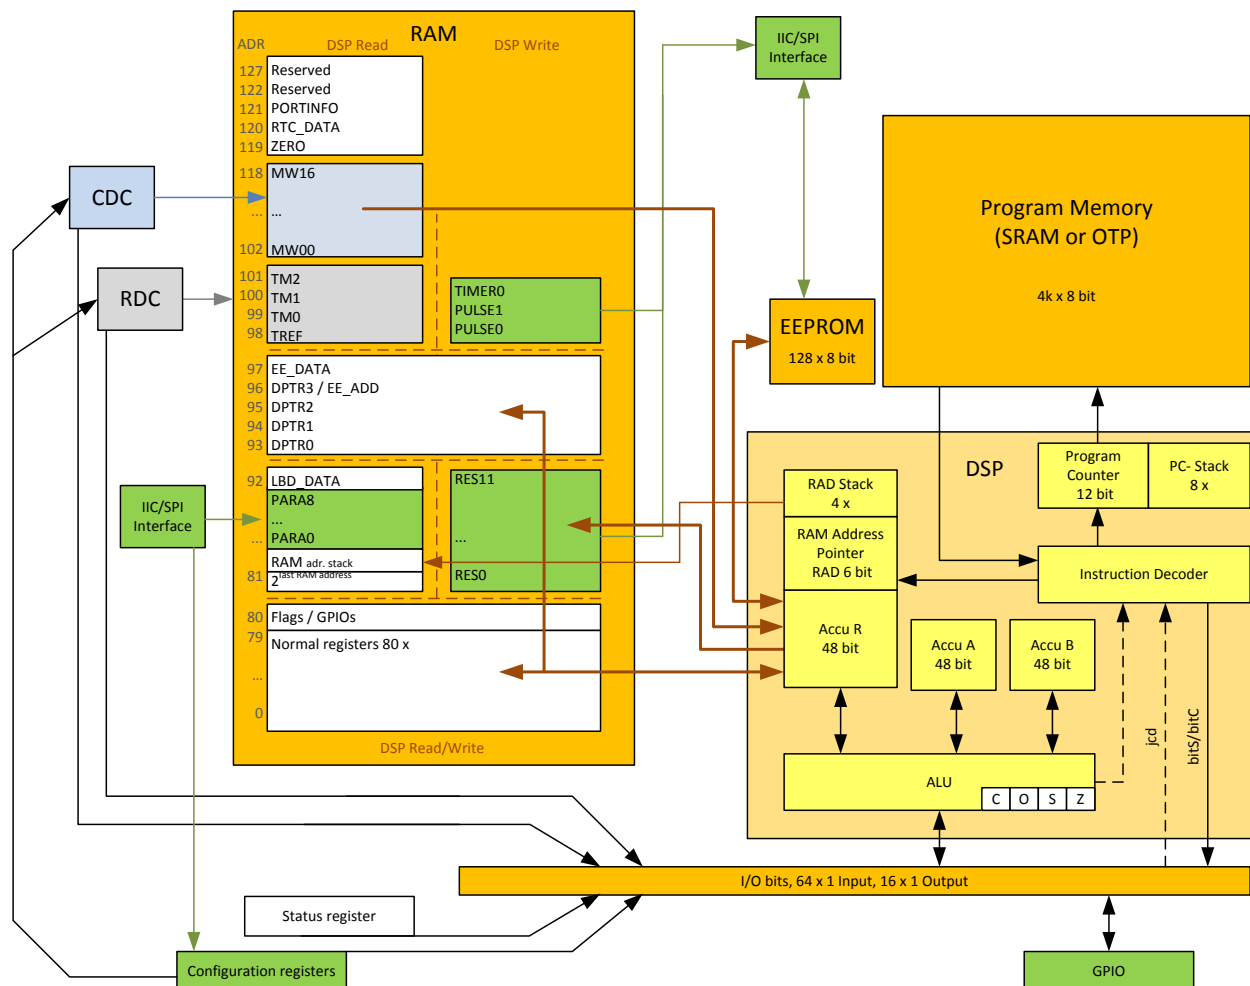 RAM
ADR
DSP Read
DSP Write
127 Reserved
122 Reserved
121 PORTINFO
120 RTC_DATA
119 ZERO
118 MW16
... ...
102 MW00
101 TM2
100 TM1
99 TM0
98 TREF
TIMER0
PULSE1
PULSE0
97 EE_DATA
96 DPTR3 / EE_ADD
95 DPTR2
94 DPTR1
93 DPTR0
92 LBD_DATA
PARA8
...
... PARA0
RAM adr. stack
81 2last RAM address
RES11
...
RES0
80 Flags / GPIOs
79 Normal registers 80 x
...
0
DSP Read/Write
CDC
RDC
IIC/SPI
Interface
IIC/SPI
Interface
EEPROM
128 x 8 bit
Program Memory
(SRAM or OTP)
4k x 8 bit
DSP
Program
Counter
12 bit
PC- Stack
8 x
RAD Stack
4 x
RAM Address
Pointer
RAD 6 bit
Instruction Decoder
Accu R
48 bit
Accu A
48 bit
Accu B
48 bit
jcd
bitS/bitC
ALU
C O S Z
I/O bits, 64 x 1 Input, 16 x 1 Output
Status register
Configuration registers
GPIO